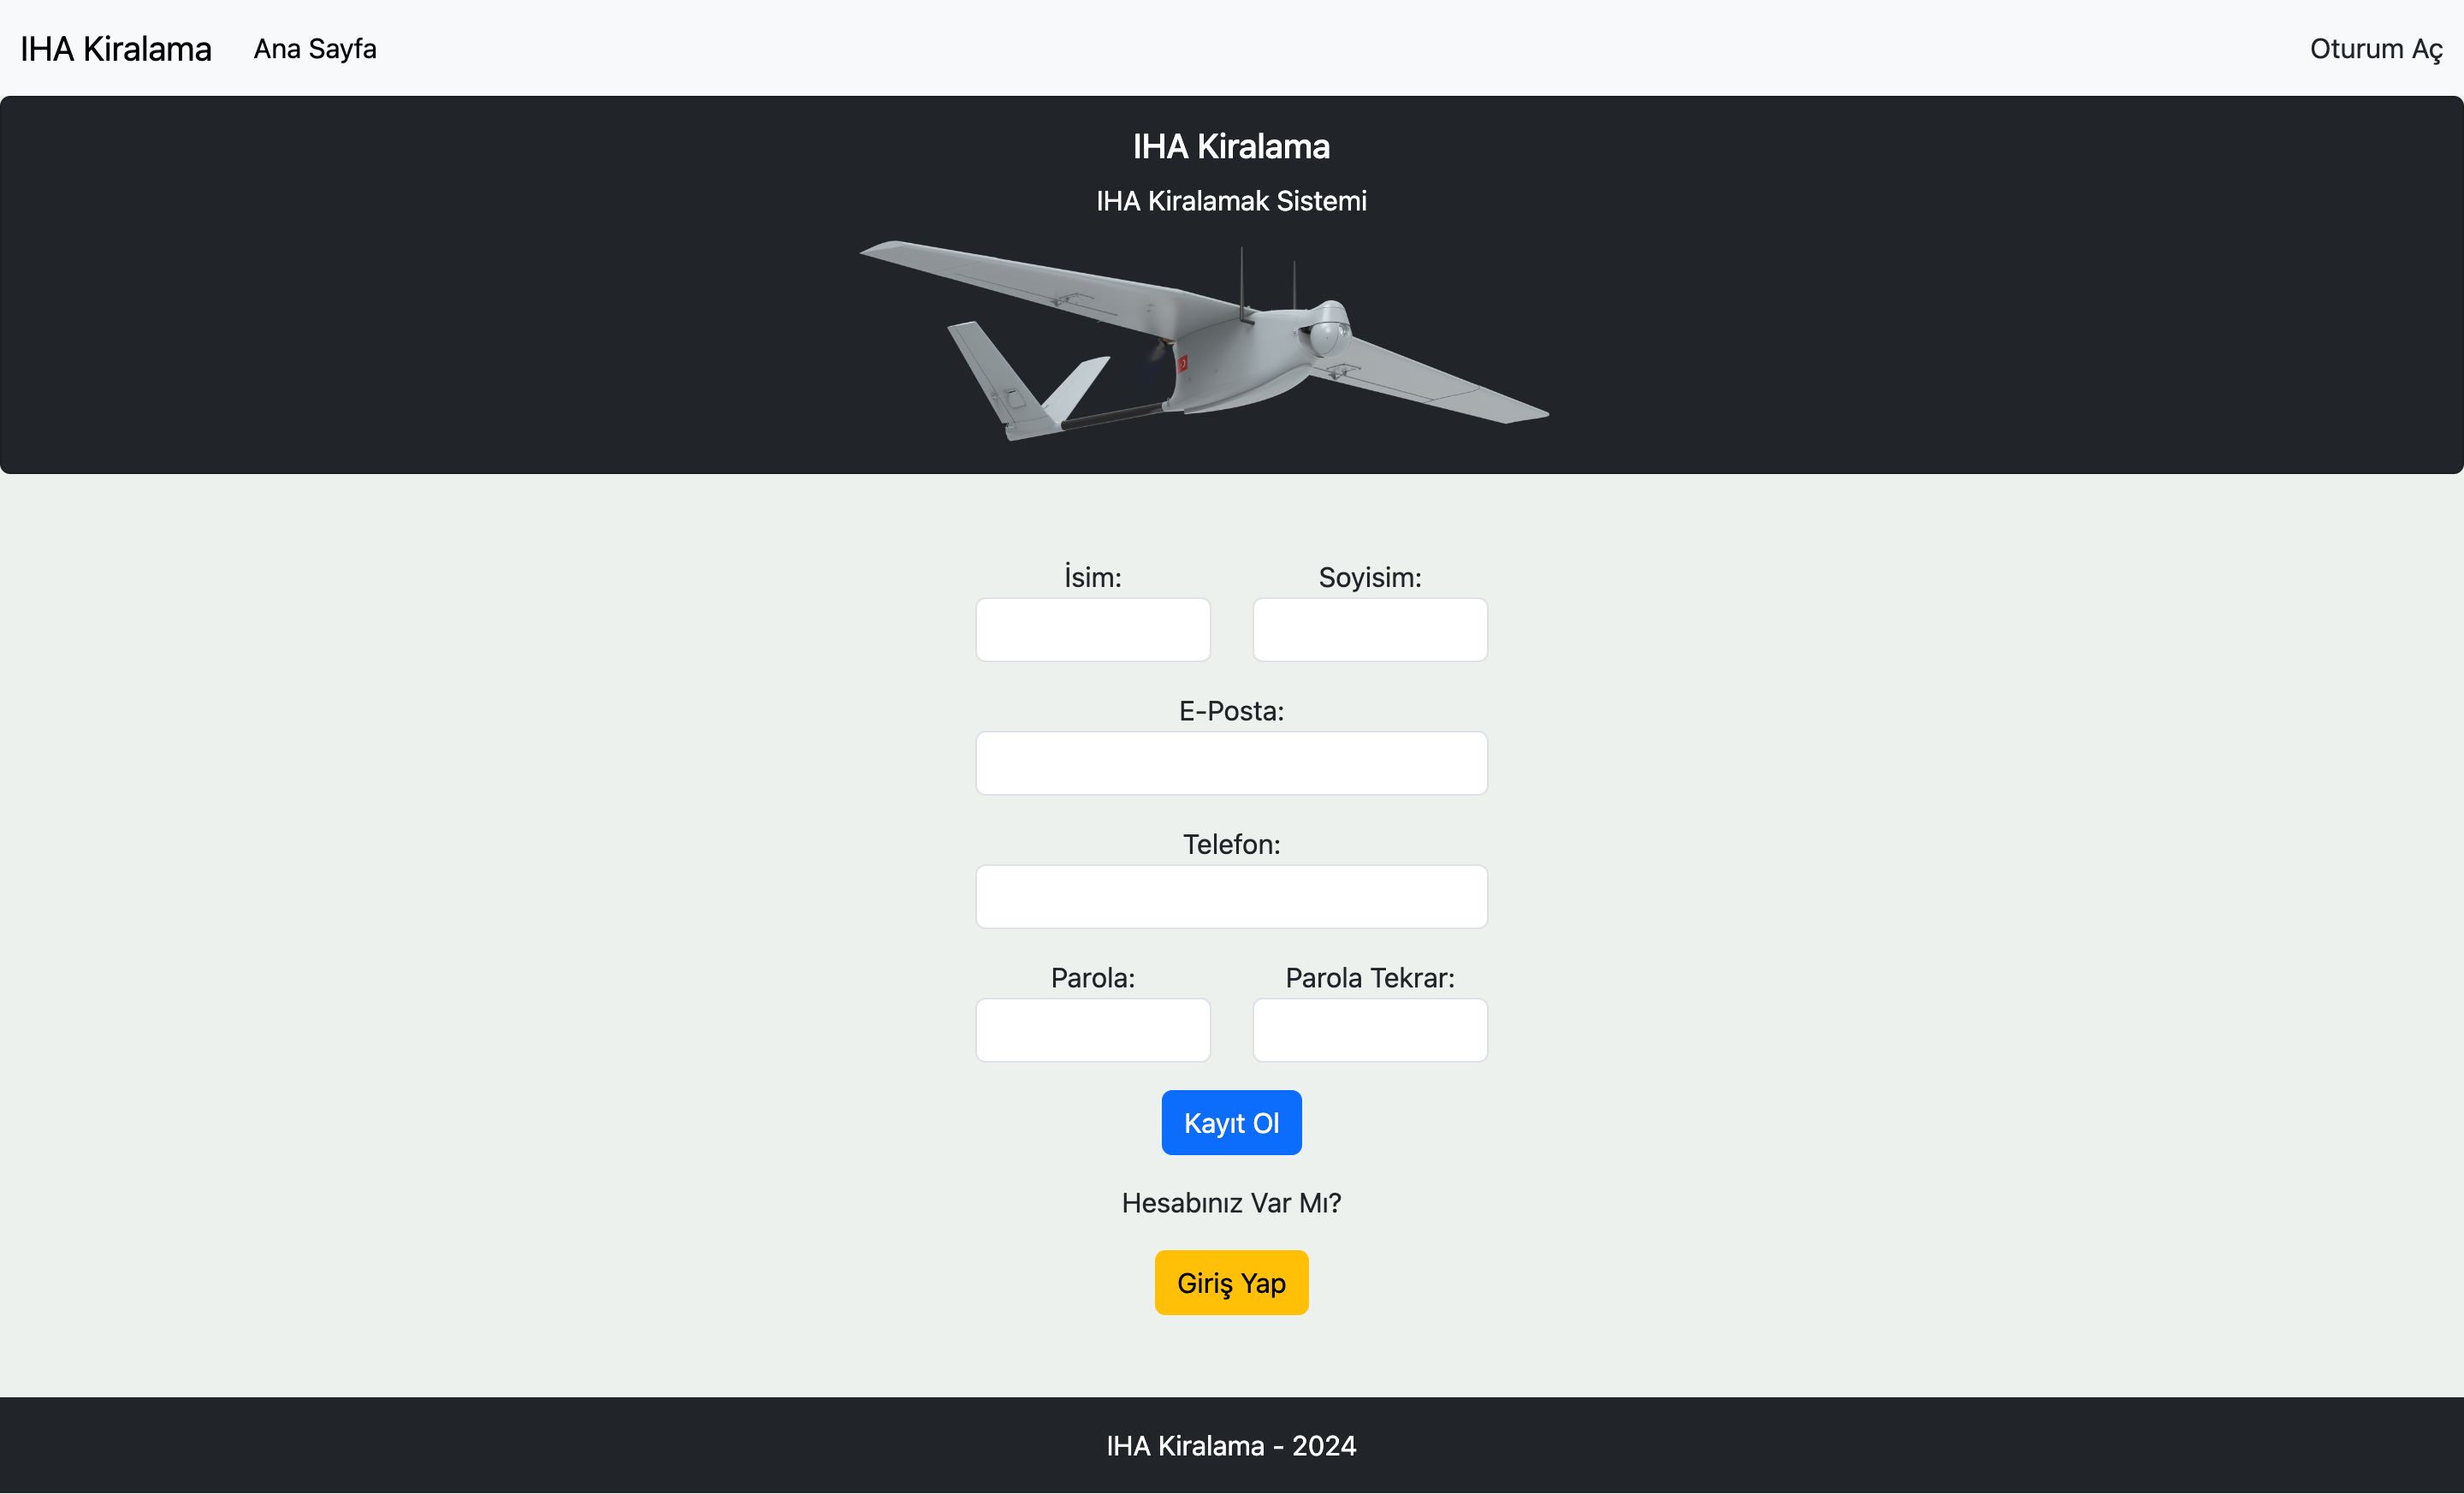 IHA Kiralama Ana Sayfa Oturum Aç
IHA Kiralama
IHA Kiralamak Sistemi
İsim: Soyisim:
E-Posta:
Telefon:
Parola: Parola Tekrar:
Kayıt Ol
Hesabınız Var Mı?
Giriş Yap
IHA Kiralama - 2024